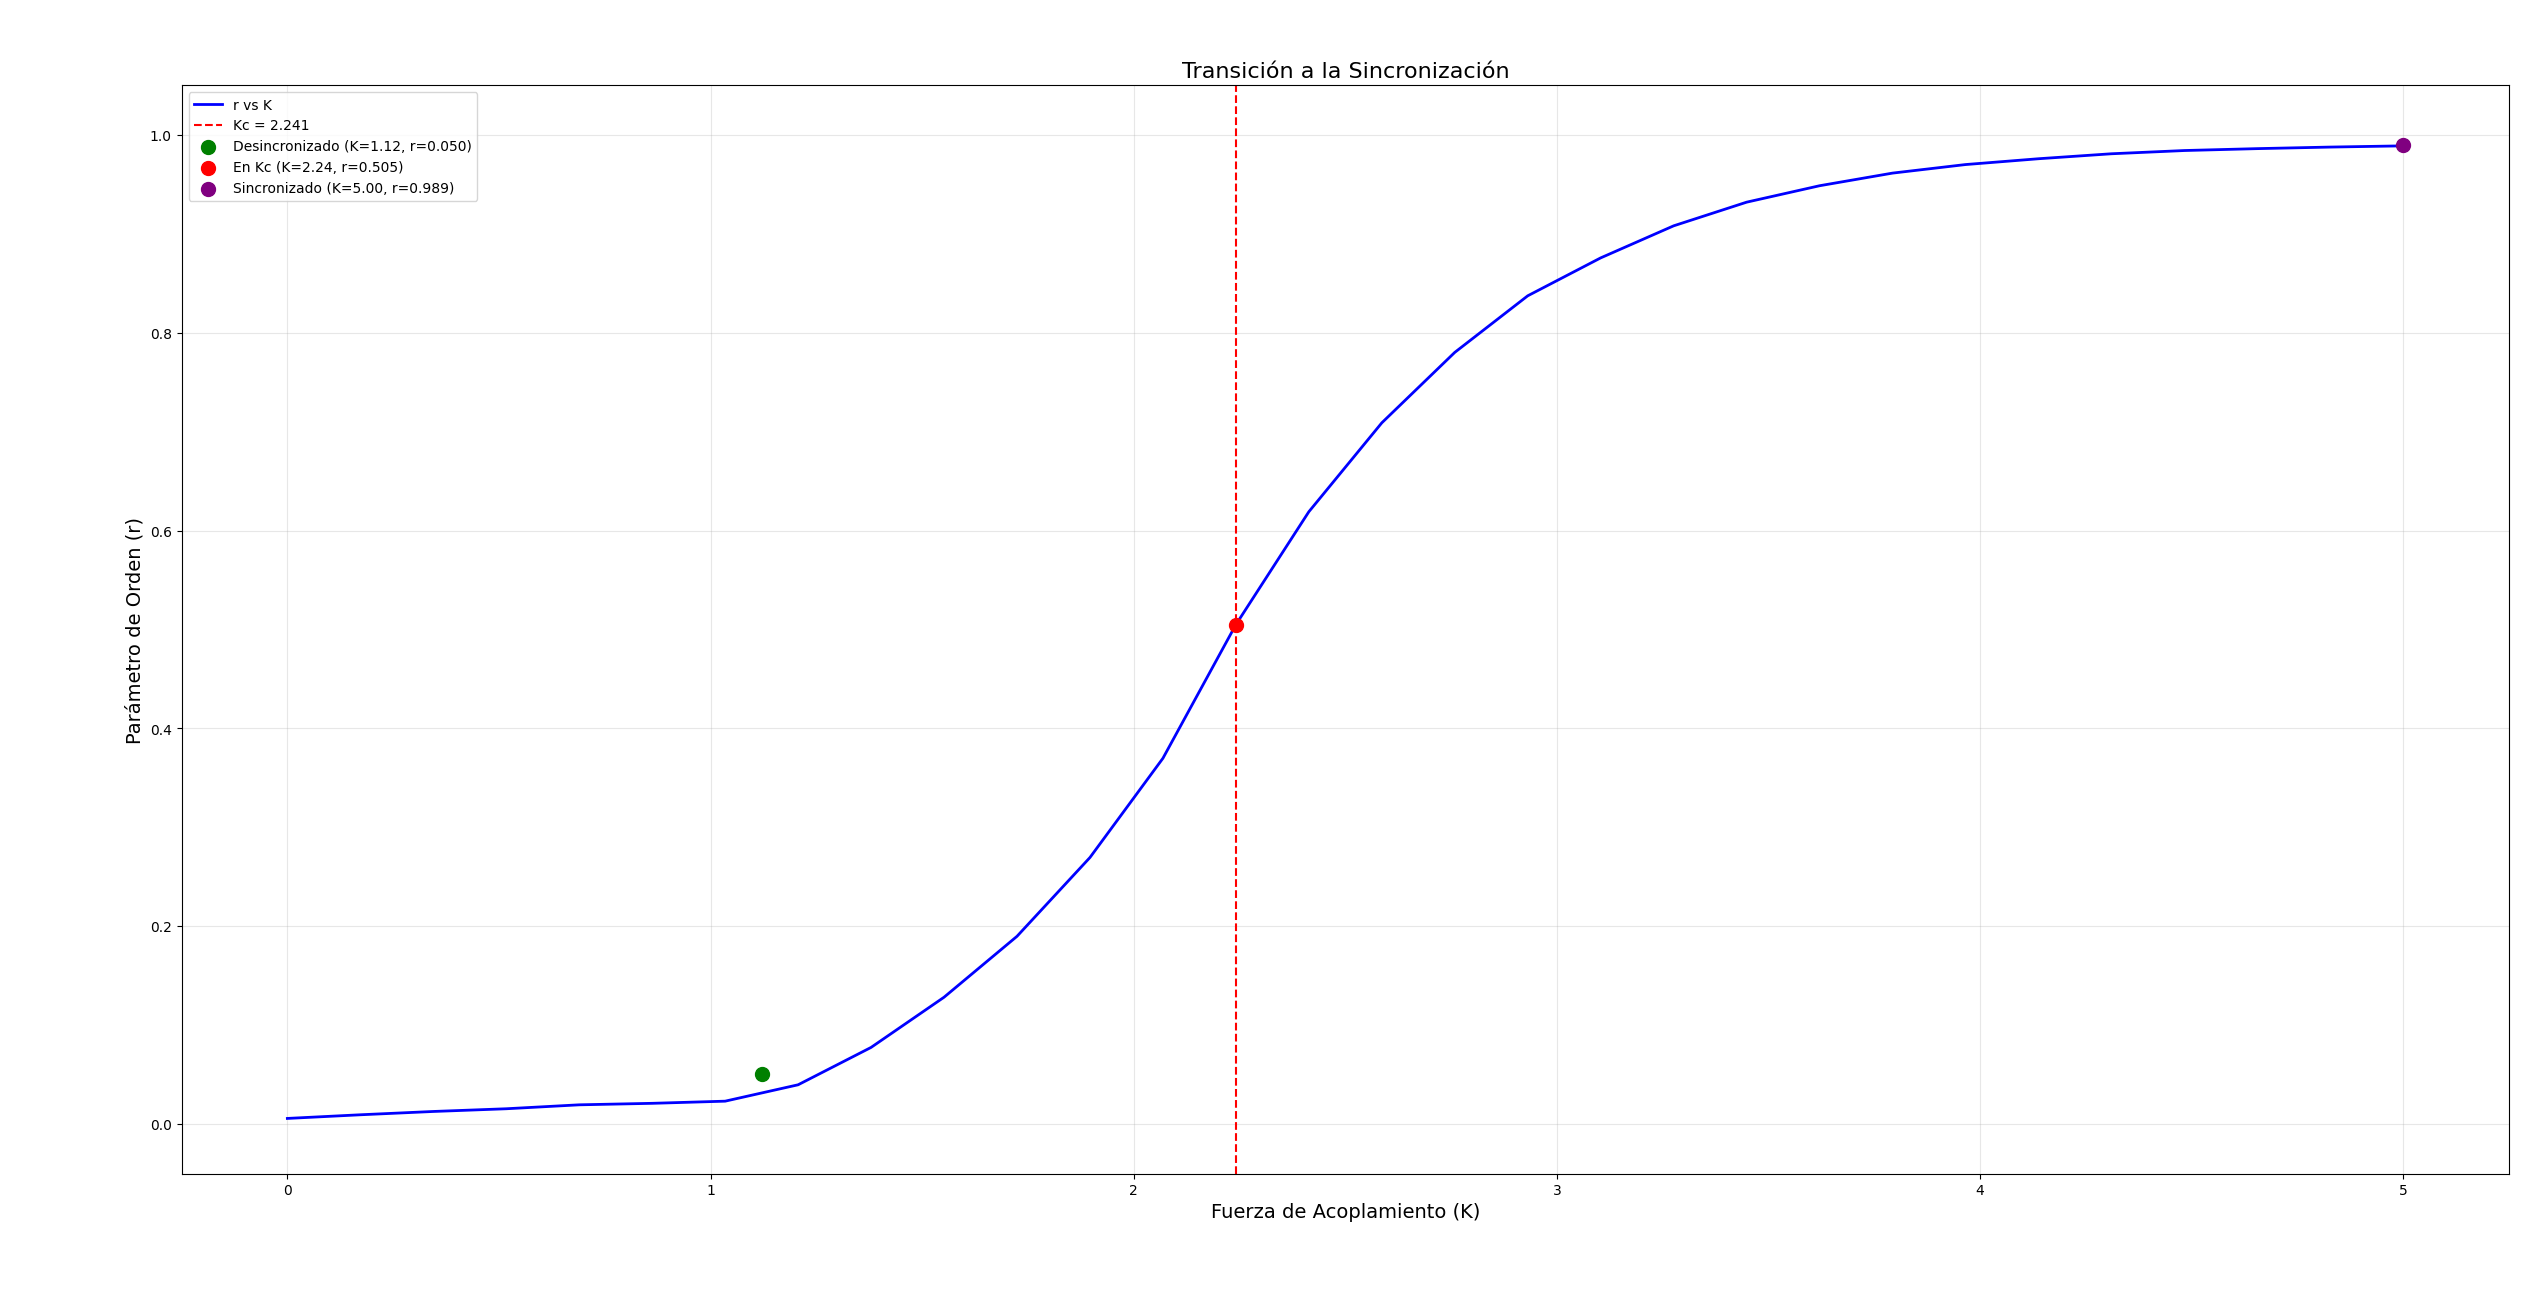 Transición a la Sincronización
r vs K
Kc = 2.241
Desincronizado (K=1.12, r=0.050)
En Kc (K=2.24, r=0.505)
Sincronizado (K=5.00, r=0.989)
Parámetro de Orden (r)
1.0
0.8
0.6
0.4
0.2
0.0
0 1 2 3 4 5
Fuerza de Acoplamiento (K)